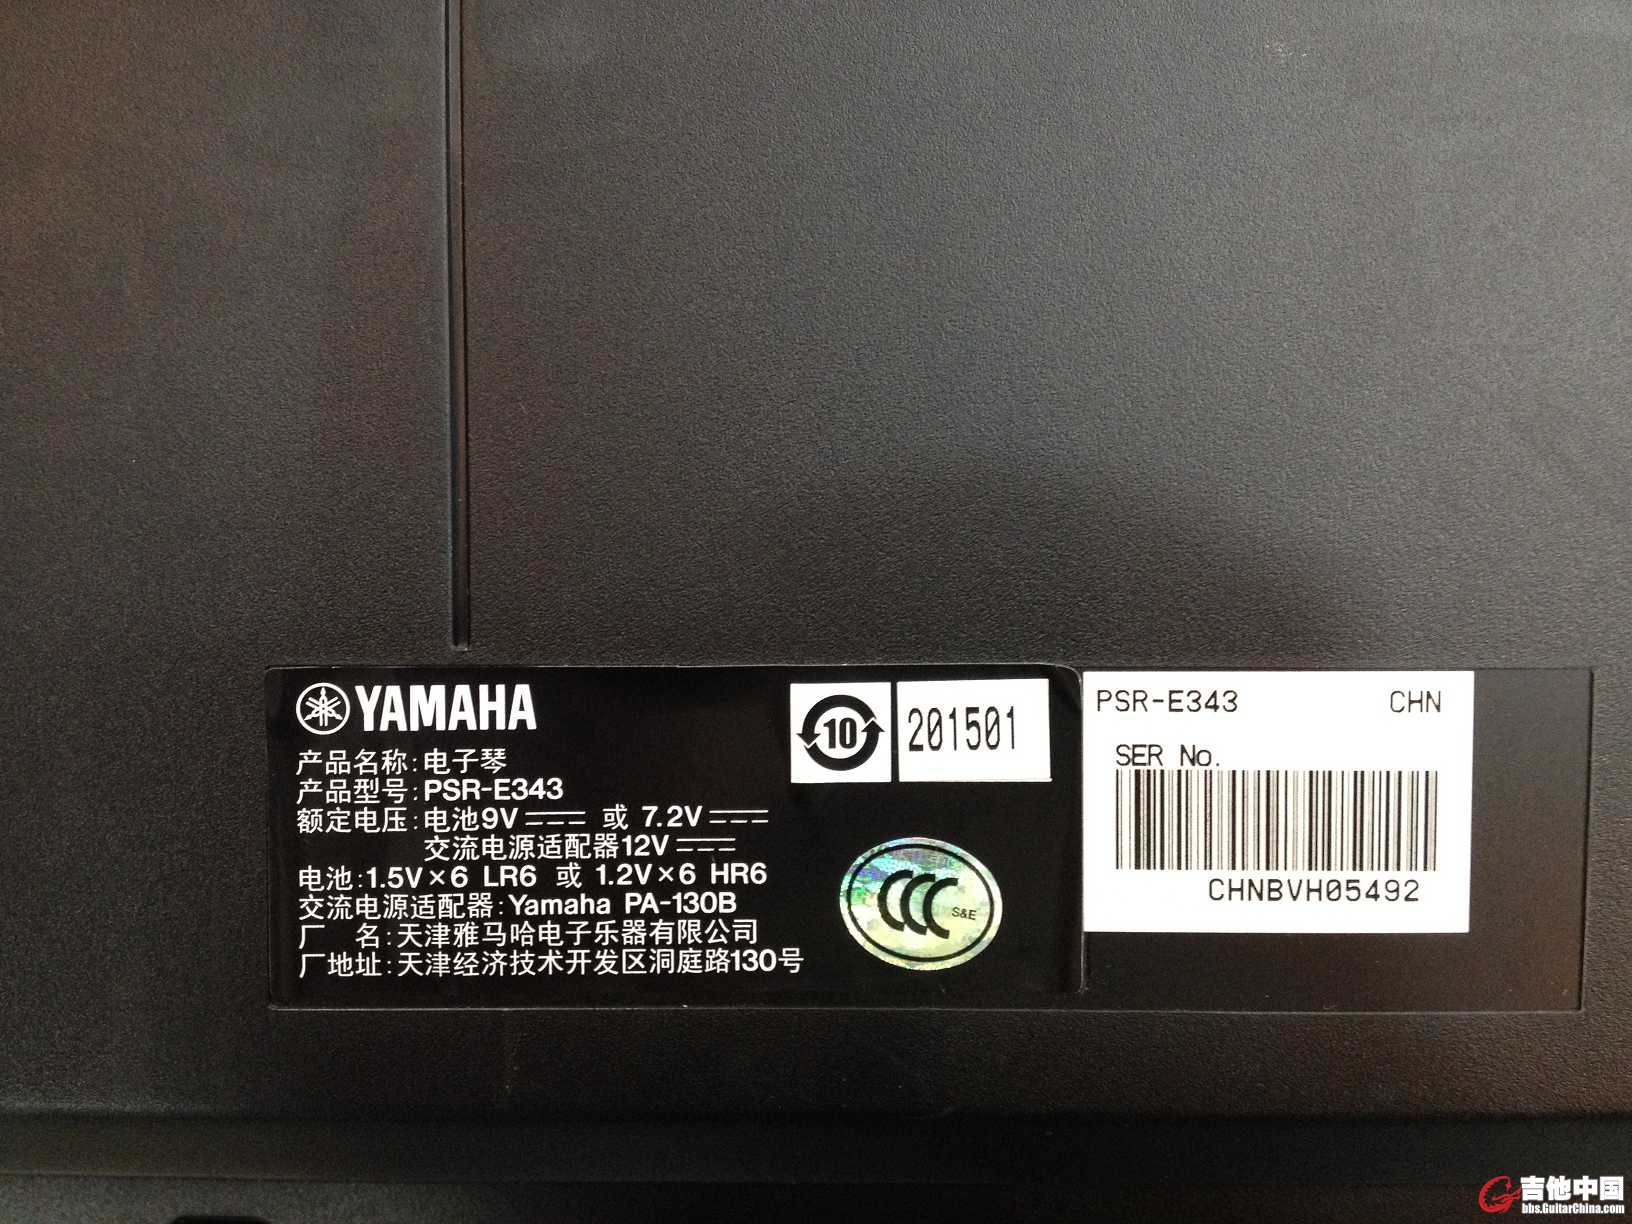 YAMAHA
产品名称:电子琴
产品型号:PSR-E343
额定电压:电池9V 或 7.2V
交流电源适配器12V
电池:1.5V×6 LR6 或 1.2V×6 HR6
交流电源适配器:Yamaha PA-130B
厂 名:天津雅马哈电子乐器有限公司
厂地址:天津经济技术开发区洞庭路130号
10
201501
CCC S&E
PSR-E343 CHN
SER No.
CHNBVH05492
吉他中国
bbs.GuitarChina.com